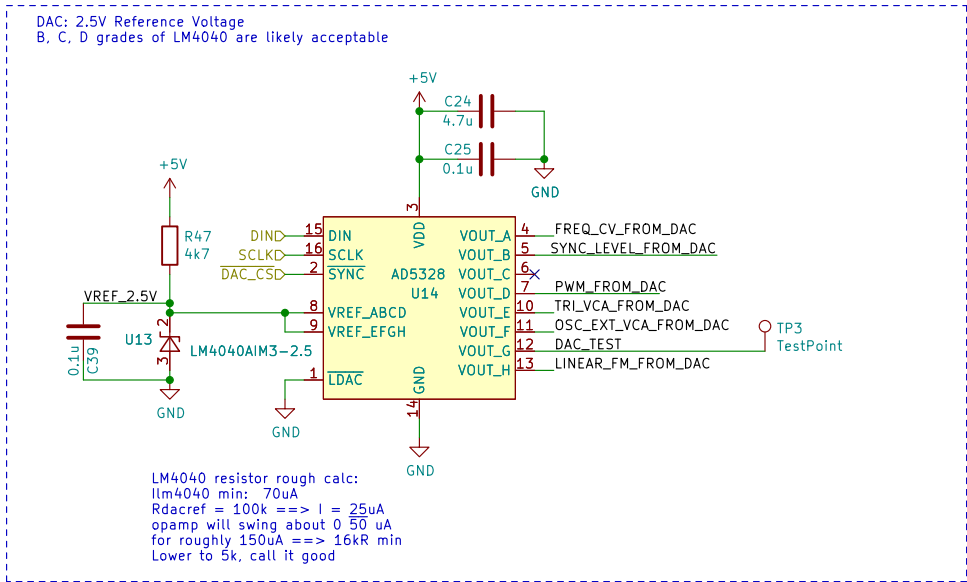 DAC: 2.5V Reference Voltage
B, C, D grades of LM4040 are likely acceptable
+5V
C24
4.7u
C25
0.1u
GND
+5V
R47
4k7
VREF_2.5V
0.1u
C39
U13
2
3
LM4040AIM3-2.5
GND
3
VDD
DIN
15
DIN
SCLK
16
SCLK
DAC_CS
2
SYNC
8
VREF_ABCD
9
VREF_EFGH
1
LDAC
GND
AD5328
U14
GND
14
GND
VOUT_A
4
FREQ_CV_FROM_DAC
VOUT_B
5
SYNC_LEVEL_FROM_DAC
VOUT_C
6
VOUT_D
7
PWM_FROM_DAC
VOUT_E
10
TRI_VCA_FROM_DAC
VOUT_F
11
OSC_EXT_VCA_FROM_DAC
VOUT_G
12
DAC_TEST
VOUT_H
13
LINEAR_FM_FROM_DAC
TP3
TestPoint
LM4040 resistor rough calc:
Ilm4040 min: 70uA
Rdacref = 100k ==> I = 25uA
opamp will swing about 0 50 uA
for roughly 150uA ==> 16kR min
Lower to 5k, call it good